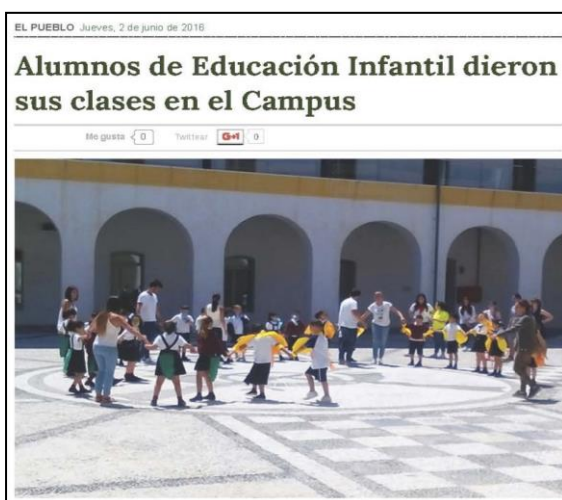 EL PUEBLO Jueves, 2 de junio de 2016
Alumnos de Educación Infantil dieron
sus clases en el Campus
Me gusta 0 Twittear G+1 0